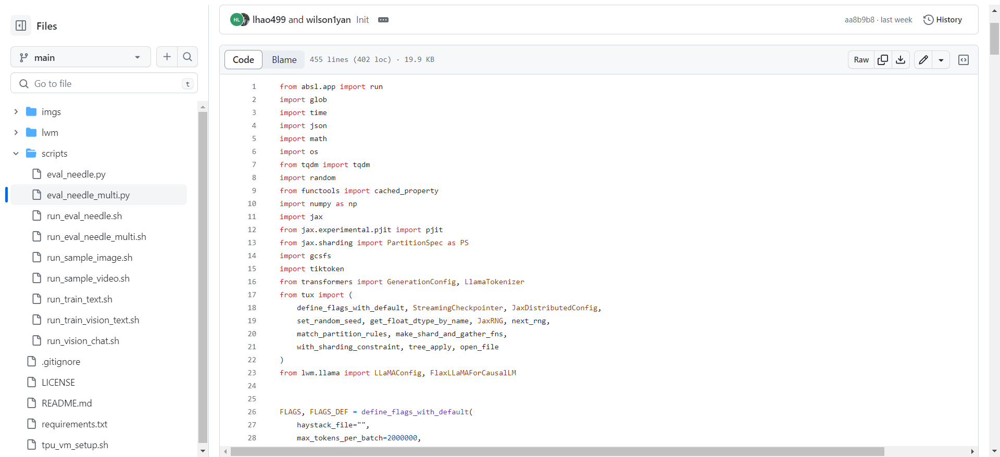 Files
main
Go to file
t
imgs
lwm
scripts
eval_needle.py
eval_needle_multi.py
run_eval_needle.sh
run_eval_needle_multi.sh
run_sample_image.sh
run_sample_video.sh
run_train_text.sh
run_train_vision_text.sh
run_vision_chat.sh
.gitignore
LICENSE
README.md
requirements.txt
tpu_vm_setup.sh
HL lhao499 and wilson1yan Init
aa8b9b8 · last week
History
Code Blame 455 lines (402 loc) · 19.9 KB
Raw
1 from absl.app import run
2 import glob
3 import time
4 import json
5 import math
6 import os
7 from tqdm import tqdm
8 import random
9 from functools import cached_property
10 import numpy as np
11 import jax
12 from jax.experimental.pjit import pjit
13 from jax.sharding import PartitionSpec as PS
14 import gcsfs
15 import tiktoken
16 from transformers import GenerationConfig, LlamaTokenizer
17 from tux import (
18     define_flags_with_default, StreamingCheckpointer, JaxDistributedConfig,
19     set_random_seed, get_float_dtype_by_name, JaxRNG, next_rng,
20     match_partition_rules, make_shard_and_gather_fns,
21     with_sharding_constraint, tree_apply, open_file
22 )
23 from lwm.llama import LLaMAConfig, FlaxLLaMAForCausalLM
24
25
26 FLAGS, FLAGS_DEF = define_flags_with_default(
27     haystack_file="",
28     max_tokens_per_batch=2000000,